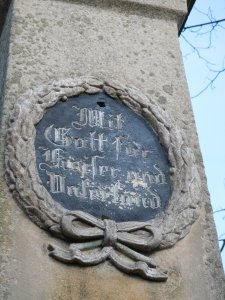 Mit
Gott für
Kaiser und
Vaterland